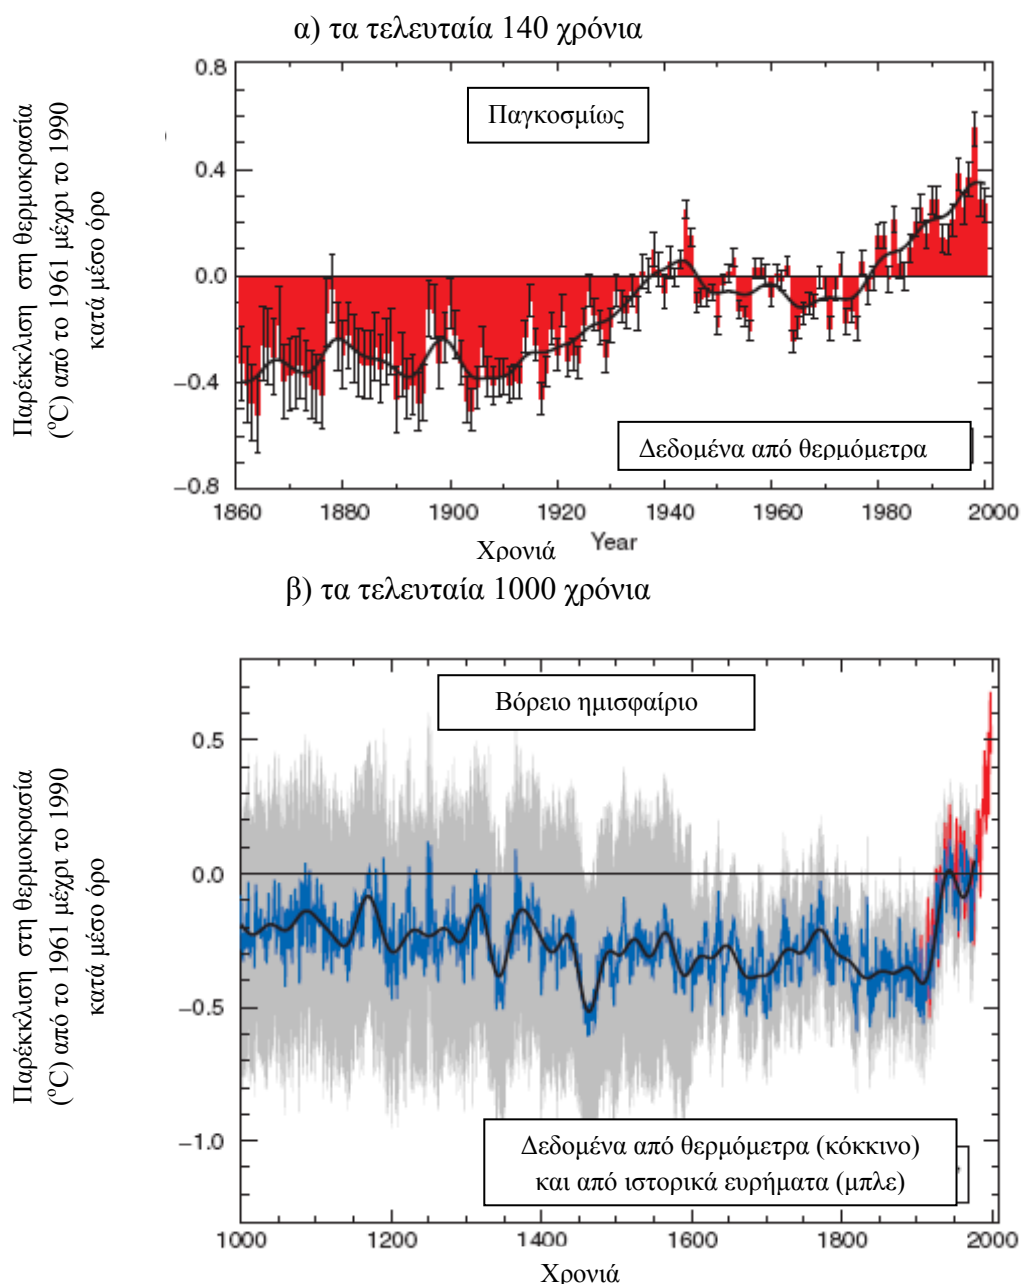 α) τα τελευταία 140 χρόνια
Παρέκκλιση στη θερμοκρασία
(°C) από το 1961 μέχρι το 1990
κατά μέσο όρο
0.8
0.4
0.0
−0.4
−0.8
Παγκοσμίως
Δεδομένα από θερμόμετρα
1860 1880 1900 1920 1940 1960 1980 2000
Χρονιά Year
β) τα τελευταία 1000 χρόνια
Παρέκκλιση στη θερμοκρασία
(°C) από το 1961 μέχρι το 1990
κατά μέσο όρο
0.5
0.0
−0.5
−1.0
Βόρειο ημισφαίριο
Δεδομένα από θερμόμετρα (κόκκινο)
και από ιστορικά ευρήματα (μπλε)
1000 1200 1400 1600 1800 2000
Χρονιά